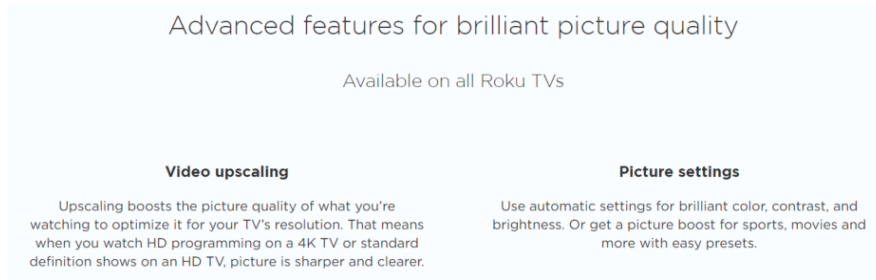 Advanced features for brilliant picture quality
Available on all Roku TVs
Video upscaling
Upscaling boosts the picture quality of what you're
watching to optimize it for your TV's resolution. That means
when you watch HD programming on a 4K TV or standard
definition shows on an HD TV, picture is sharper and clearer.
Picture settings
Use automatic settings for brilliant color, contrast, and
brightness. Or get a picture boost for sports, movies and
more with easy presets.